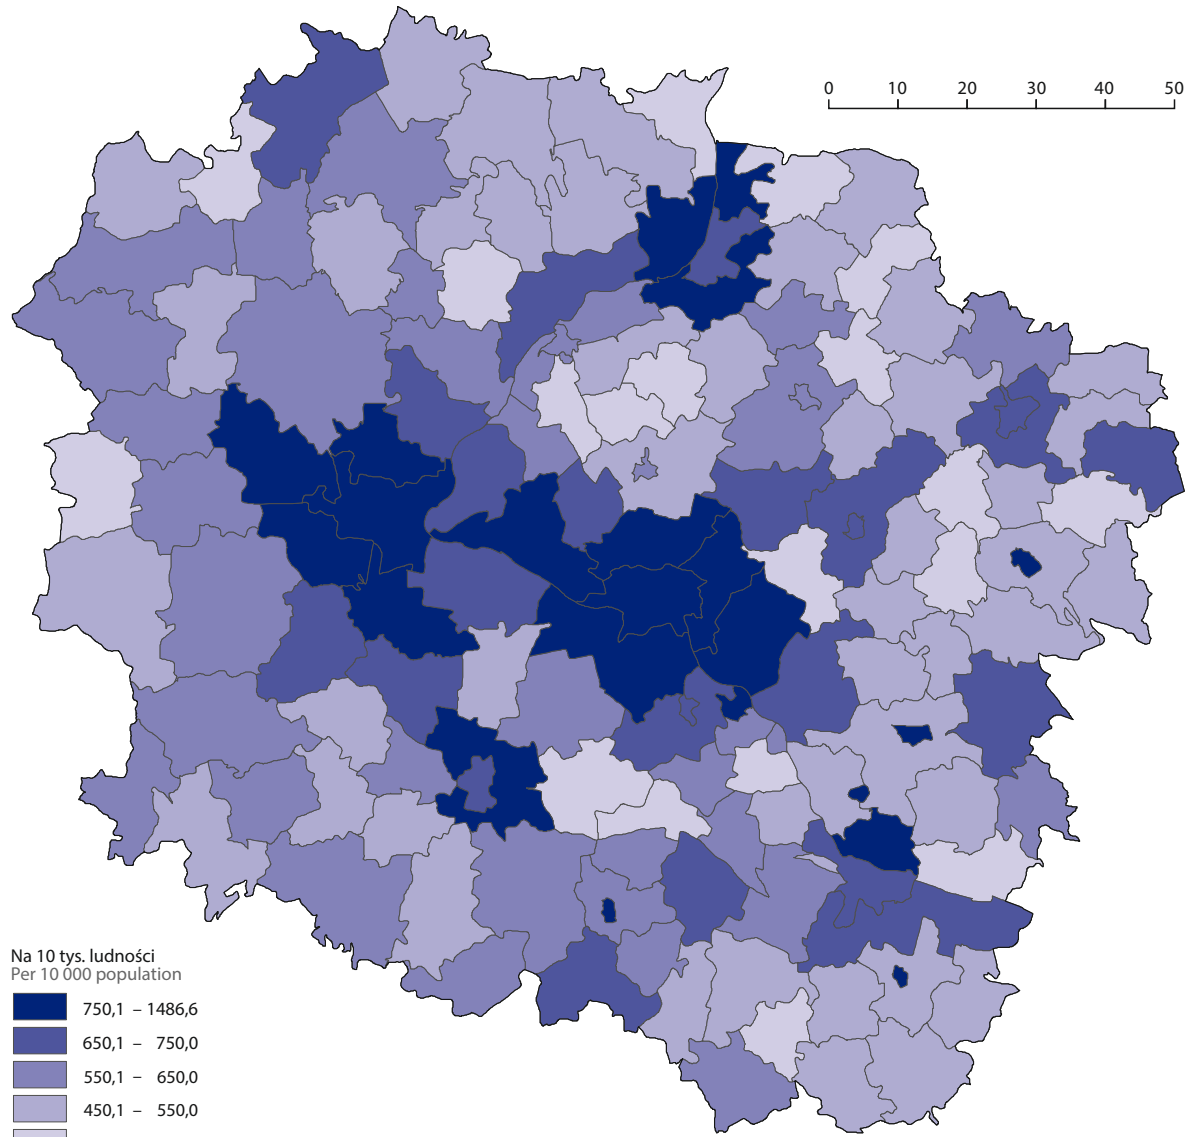 0 10 20 30 40 50
Na 10 tys. ludności
Per 10 000 population
750,1 – 1486,6
650,1 – 750,0
550,1 – 650,0
450,1 – 550,0